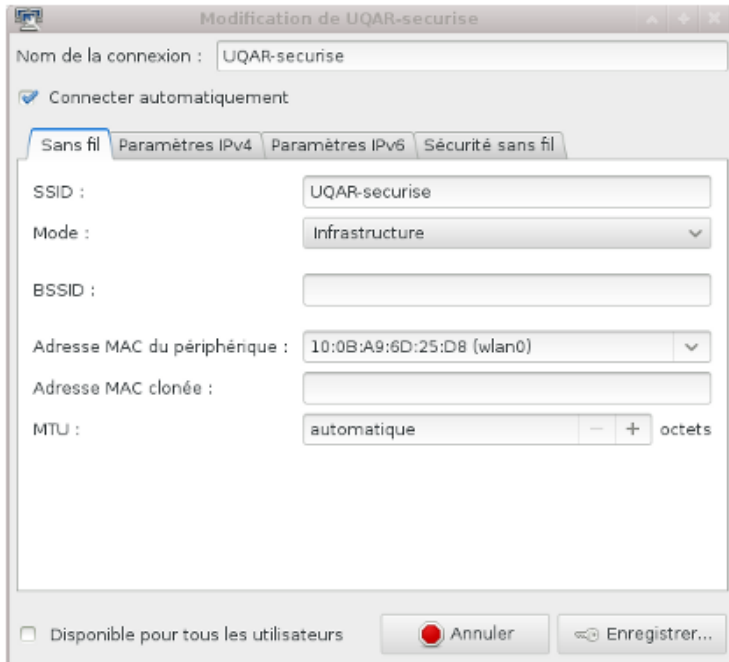 Modification de UQAR-securise
Nom de la connexion : UQAR-securise
Connecter automatiquement
Sans fil Paramètres IPv4 Paramètres IPv6 Sécurité sans fil
SSID : UQAR-securise
Mode : Infrastructure
BSSID :
Adresse MAC du périphérique : 10:0B:A9:6D:25:D8 (wlan0)
Adresse MAC clonée :
MTU : automatique − + octets
Disponible pour tous les utilisateurs Annuler Enregistrer...